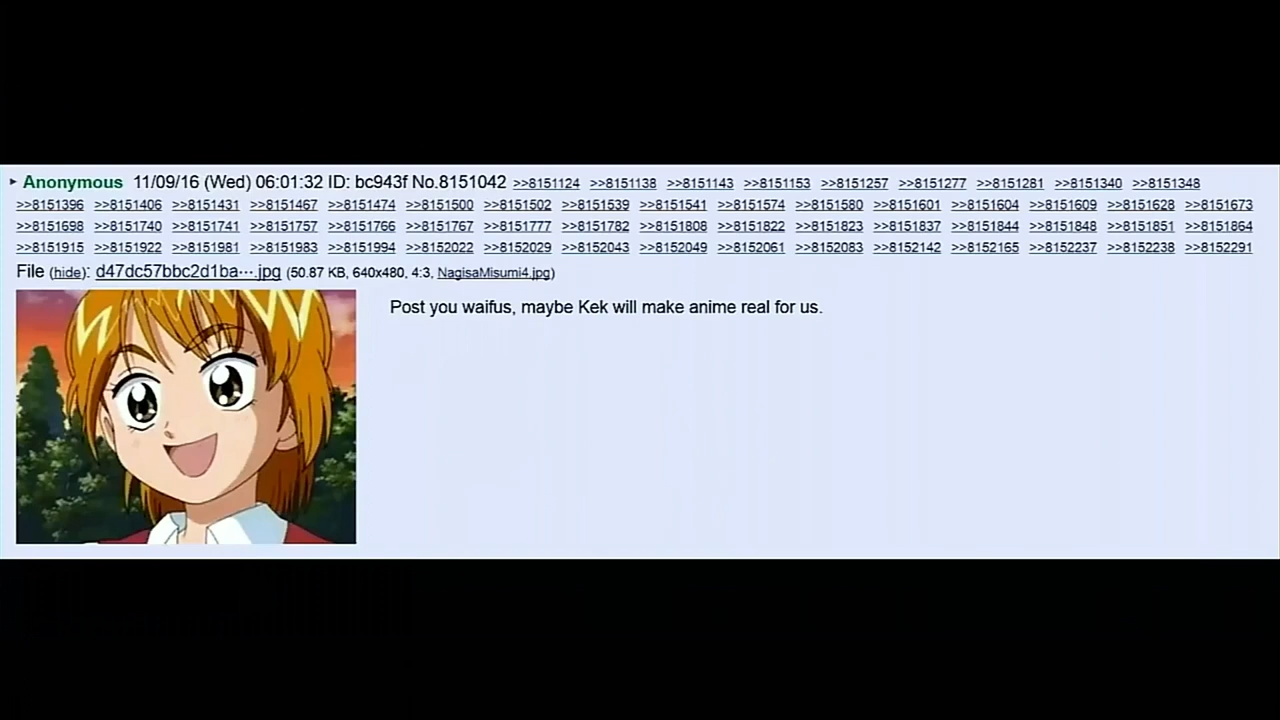 ▸ Anonymous 11/09/16 (Wed) 06:01:32 ID: bc943f No.8151042 >>8151124 >>8151138 >>8151143 >>8151153 >>8151257 >>8151277 >>8151281 >>8151340 >>8151348
>>8151396 >>8151406 >>8151431 >>8151467 >>8151474 >>8151500 >>8151502 >>8151539 >>8151541 >>8151574 >>8151580 >>8151601 >>8151604 >>8151609 >>8151628 >>8151673
>>8151698 >>8151740 >>8151741 >>8151757 >>8151766 >>8151767 >>8151777 >>8151782 >>8151808 >>8151822 >>8151823 >>8151837 >>8151844 >>8151848 >>8151851 >>8151864
>>8151915 >>8151922 >>8151981 >>8151983 >>8151994 >>8152022 >>8152029 >>8152043 >>8152049 >>8152061 >>8152083 >>8152142 >>8152165 >>8152237 >>8152238 >>8152291
File (hide): d47dc57bbc2d1ba···.jpg (50.87 KB, 640x480, 4:3, NagisaMisumi4.jpg)
Post you waifus, maybe Kek will make anime real for us.